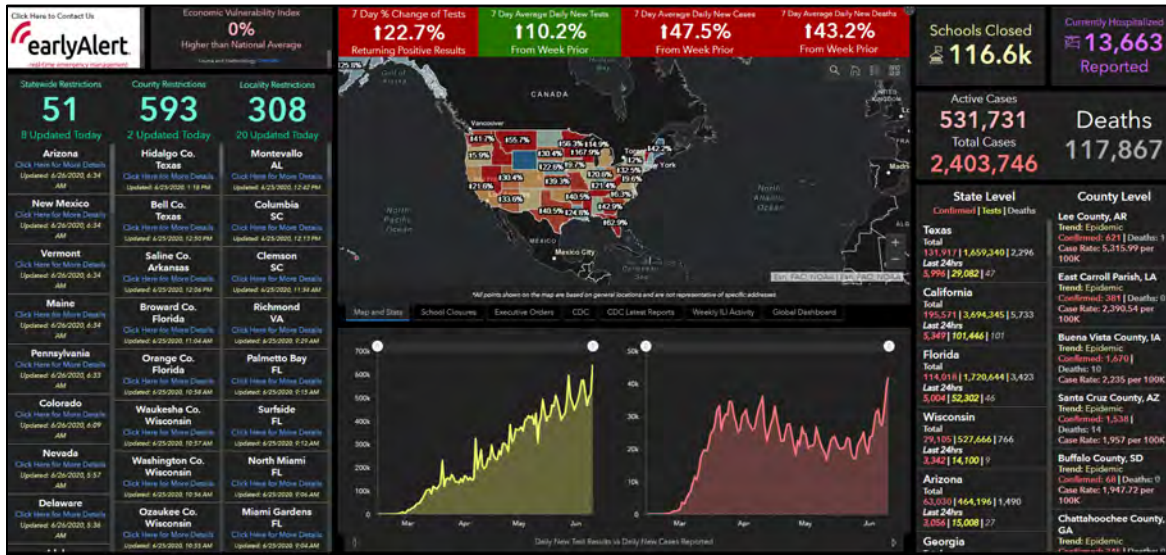 Click Here to Contact Us
earlyAlert.
real-time emergency management
Economic Vulnerability Index
0%
Higher than National Average
7 Day % Change of Tests
⬆22.7%
Returning Positive Results
7 Day Average Daily New Tests
⬆10.2%
From Week Prior
7 Day Average Daily New Cases
⬆47.5%
From Week Prior
7 Day Average Daily New Deaths
⬆43.2%
From Week Prior
Schools Closed
116.6k
Currently Hospitalized
13,663
Reported
Statewide Restrictions
51
8 Updated Today
Arizona
Click Here for More Details
Updated: 6/26/2020, 6:34
AM
New Mexico
Click Here for More Details
Updated: 6/26/2020, 6:34
AM
Vermont
Click Here for More Details
Updated: 6/26/2020, 6:34
AM
Maine
Click Here for More Details
Updated: 6/26/2020, 6:34
AM
Pennsylvania
Click Here for More Details
Updated: 6/26/2020, 6:33
AM
Colorado
Click Here for More Details
Updated: 6/26/2020, 6:09
AM
Nevada
Click Here for More Details
Updated: 6/26/2020, 5:57
AM
Delaware
Click Here for More Details
Updated: 6/26/2020, 5:36
AM
County Restrictions
593
2 Updated Today
Hidalgo Co.
Texas
Click Here for More Details
Updated: 6/25/2020, 1:18 PM
Bell Co.
Texas
Click Here for More Details
Updated: 6/25/2020, 12:50 PM
Saline Co.
Arkansas
Click Here for More Details
Updated: 6/25/2020, 12:06 PM
Broward Co.
Florida
Click Here for More Details
Updated: 6/25/2020, 11:04 AM
Orange Co.
Florida
Click Here for More Details
Updated: 6/25/2020, 10:58 AM
Waukesha Co.
Wisconsin
Click Here for More Details
Updated: 6/25/2020, 10:57 AM
Washington Co.
Wisconsin
Click Here for More Details
Updated: 6/25/2020, 10:56 AM
Ozaukee Co.
Wisconsin
Click Here for More Details
Updated: 6/25/2020, 10:55 AM
Locality Restrictions
308
20 Updated Today
Montevallo
AL
Click Here for More Details
Updated: 6/25/2020, 12:42 PM
Columbia
SC
Click Here for More Details
Updated: 6/25/2020, 12:13 PM
Clemson
SC
Click Here for More Details
Updated: 6/25/2020, 11:34 AM
Richmond
VA
Click Here for More Details
Updated: 6/25/2020, 9:29 AM
Palmetto Bay
FL
Click Here for More Details
Updated: 6/25/2020, 9:15 AM
Surfside
FL
Click Here for More Details
Updated: 6/25/2020, 9:12 AM
North Miami
FL
Click Here for More Details
Updated: 6/25/2020, 9:06 AM
Miami Gardens
FL
Click Here for More Details
Updated: 6/25/2020, 9:04 AM
Gulf of
Alaska
Hudson
Bay
CANADA
Vancouver
New York
North
Pacific
Ocean
North
Atlantic
Ocean
MEXICO
Mexico City
⬆41.7%
⬆55.7%
⬆30.4%
⬆39.3%
⬆40.5%
⬆24.8%
⬆42.9%
⬆62.9%
Esri, FAO, NOAA | Esri, FAO, NOAA
*All points shown on the map are based on general locations and are not representative of specific addresses
Map and Stats
School Closures
Executive Orders
CDC
CDC Latest Reports
Weekly ILI Activity
Global Dashboard
700k
600k
500k
400k
300k
200k
100k
0
Mar
Apr
May
Jun
50k
40k
30k
20k
10k
0
Mar
Apr
May
Jun
Daily New Test Results vs Daily New Cases Reported
Active Cases
531,731
Total Cases
2,403,746
Deaths
117,867
State Level
Confirmed | Tests | Deaths
Texas
Total
131,917 | 1,659,340 | 2,296
Last 24hrs
5,996 | 29,082 | 47
California
Total
195,571 | 3,694,345 | 5,733
Last 24hrs
5,349 | 101,446 | 101
Florida
Total
114,018 | 1,720,644 | 3,423
Last 24hrs
5,004 | 52,302 | 46
Wisconsin
Total
29,105 | 527,666 | 766
Last 24hrs
3,342 | 14,100 | 9
Arizona
Total
63,030 | 464,196 | 1,490
Last 24hrs
3,056 | 15,008 | 27
Georgia
County Level
Lee County, AR
Trend: Epidemic
Confirmed: 621 | Deaths: 1
Case Rate: 5,315.99 per
100K
East Carroll Parish, LA
Trend: Epidemic
Confirmed: 381 | Deaths: 0
Case Rate: 2,390.54 per
100K
Buena Vista County, IA
Trend: Epidemic
Confirmed: 1,670 |
Deaths: 10
Case Rate: 2,235 per 100K
Santa Cruz County, AZ
Trend: Epidemic
Confirmed: 1,538 |
Deaths: 14
Case Rate: 1,957 per 100K
Buffalo County, SD
Trend: Epidemic
Confirmed: 68 | Deaths: 0
Case Rate: 1,947.72 per
100K
Chattahoochee County,
GA
Trend: Epidemic